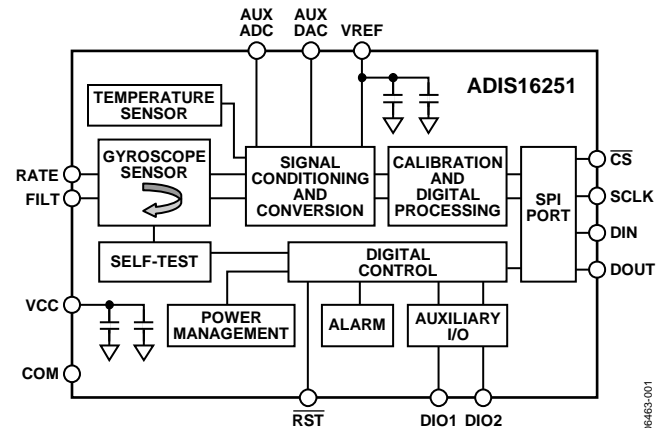 AUX
ADC
AUX
DAC
VREF
ADIS16251
TEMPERATURE
SENSOR
GYROSCOPE
SENSOR
SIGNAL
CONDITIONING
AND
CONVERSION
CALIBRATION
AND
DIGITAL
PROCESSING
SPI
PORT
RATE
FILT
CS
SCLK
DIN
DOUT
SELF-TEST
DIGITAL
CONTROL
VCC
POWER
MANAGEMENT
ALARM
AUXILIARY
I/O
COM
RST
DIO1 DIO2
06463-001